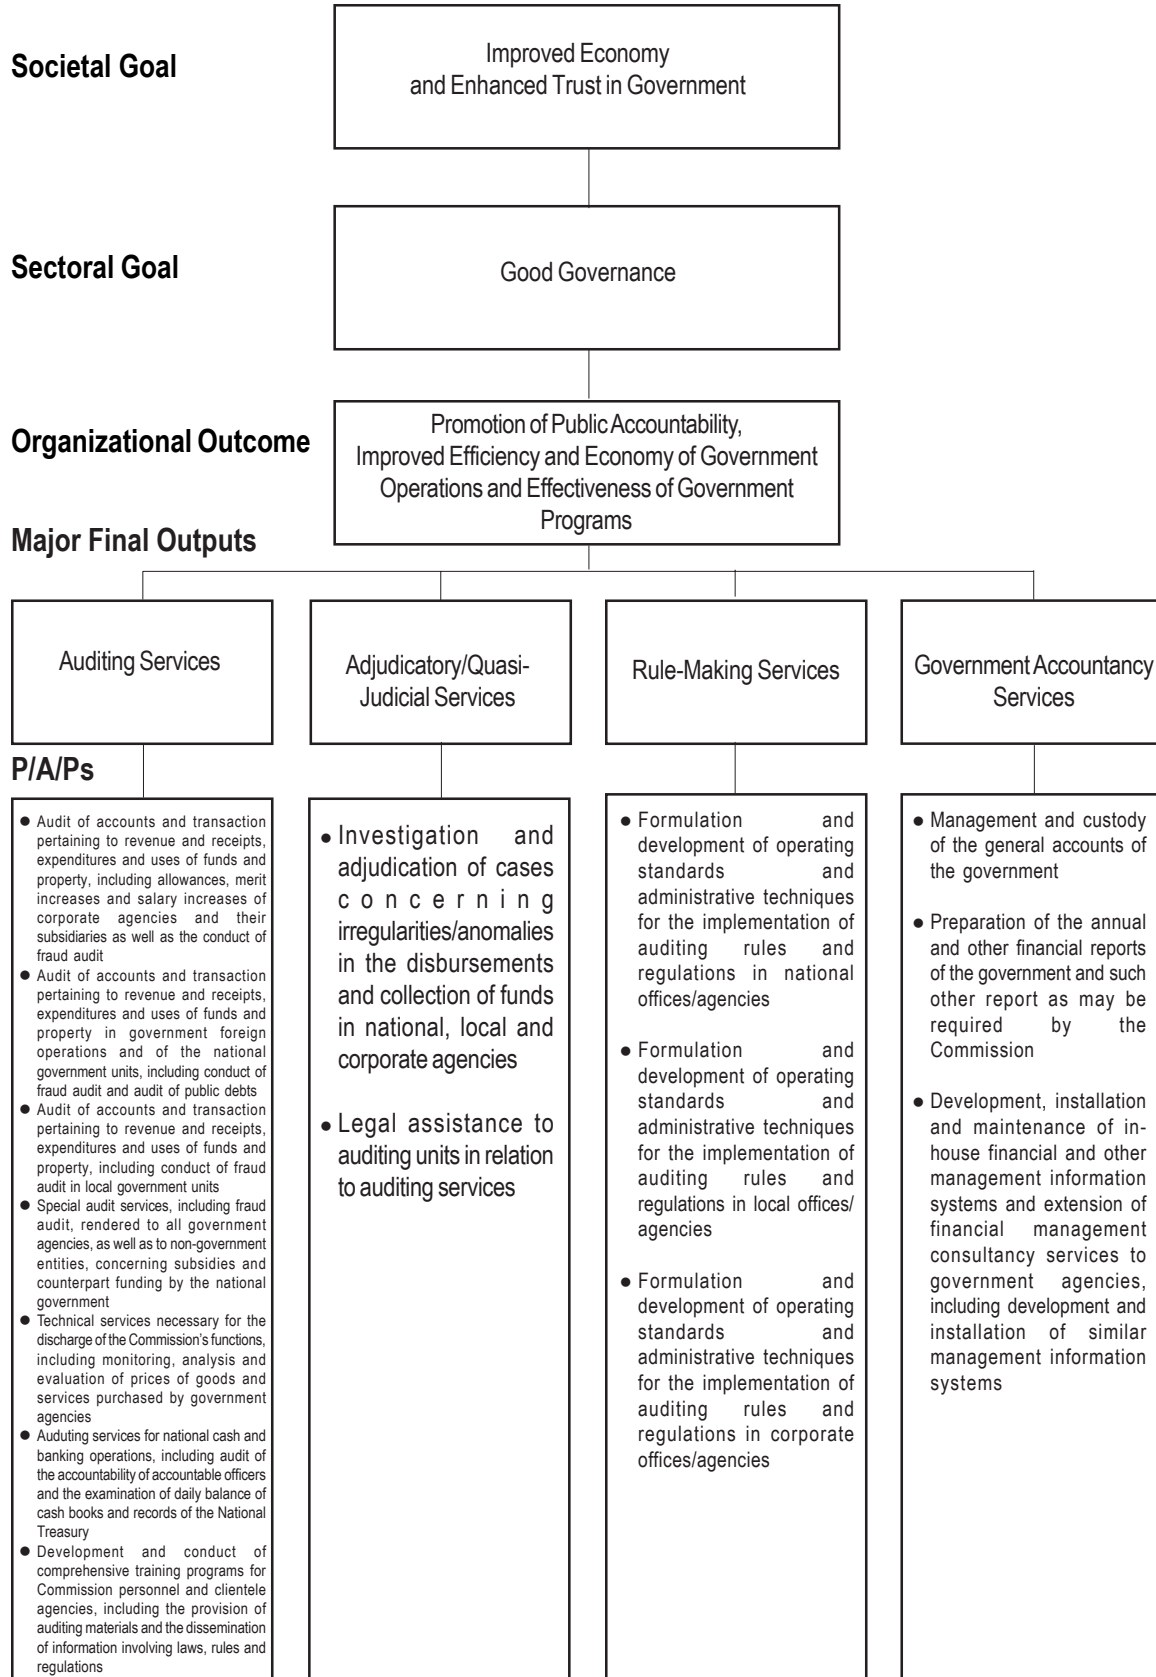 Societal Goal
Improved Economy
and Enhanced Trust in Government
Sectoral Goal
Good Governance
Organizational Outcome
Promotion of Public Accountability,
Improved Efficiency and Economy of Government
Operations and Effectiveness of Government
Programs
Major Final Outputs
Auditing Services
Adjudicatory/Quasi-
Judicial Services
Rule-Making Services
Government Accountancy
Services
P/A/Ps
● Audit of accounts and transaction
pertaining to revenue and receipts,
expenditures and uses of funds and
property, including allowances, merit
increases and salary increases of
corporate agencies and their
subsidiaries as well as the conduct of
fraud audit
● Audit of accounts and transaction
pertaining to revenue and receipts,
expenditures and uses of funds and
property in government foreign
operations and of the national
government units, including conduct of
fraud audit and audit of public debts
● Audit of accounts and transaction
pertaining to revenue and receipts,
expenditures and uses of funds and
property, including conduct of fraud
audit in local government units
● Special audit services, including fraud
audit, rendered to all government
agencies, as well as to non-government
entities, concerning subsidies and
counterpart funding by the national
government
● Technical services necessary for the
discharge of the Commission's functions,
including monitoring, analysis and
evaluation of prices of goods and
services purchased by government
agencies
● Auduting services for national cash and
banking operations, including audit of
the accountability of accountable officers
and the examination of daily balance of
cash books and records of the National
Treasury
● Development and conduct of
comprehensive training programs for
Commission personnel and clientele
agencies, including the provision of
auditing materials and the dissemination
of information involving laws, rules and
regulations
● Investigation and
adjudication of cases
concerning
irregularities/anomalies
in the disbursements
and collection of funds
in national, local and
corporate agencies
● Legal assistance to
auditing units in relation
to auditing services
● Formulation and
development of operating
standards and
administrative techniques
for the implementation of
auditing rules and
regulations in national
offices/agencies
● Formulation and
development of operating
standards and
administrative techniques
for the implementation of
auditing rules and
regulations in local offices/
agencies
● Formulation and
development of operating
standards and
administrative techniques
for the implementation of
auditing rules and
regulations in corporate
offices/agencies
● Management and custody
of the general accounts of
the government
● Preparation of the annual
and other financial reports
of the government and such
other report as may be
required by the
Commission
● Development, installation
and maintenance of in-
house financial and other
management information
systems and extension of
financial management
consultancy services to
government agencies,
including development and
installation of similar
management information
systems